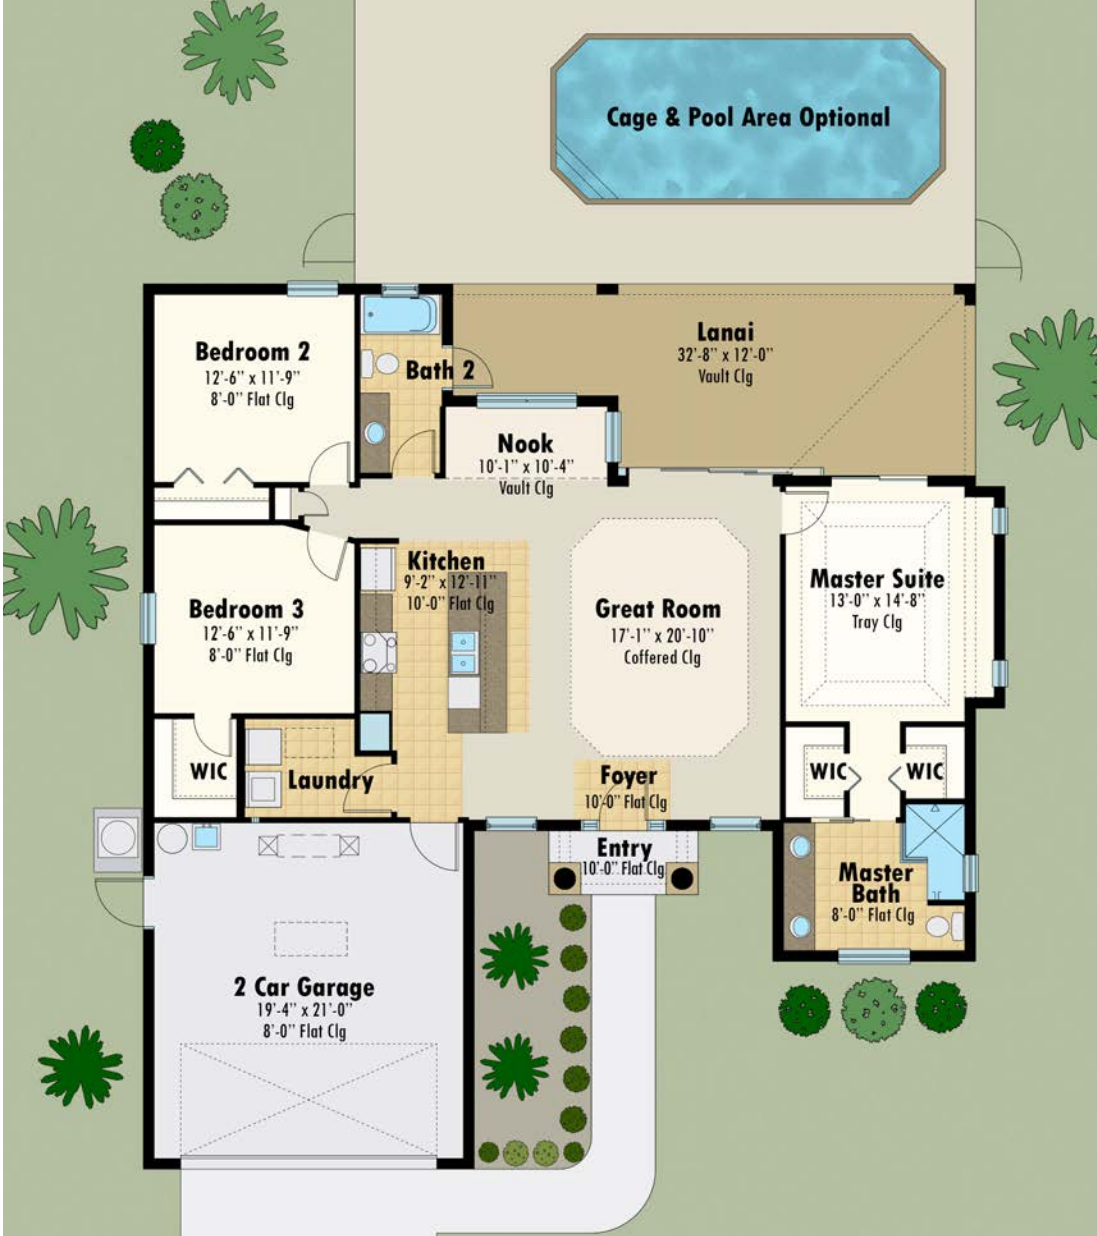 Cage & Pool Area Optional
Bedroom 2
12'-6" x 11'-9"
8'-0" Flat Clg
Bath 2
Lanai
32'-8" x 12'-0"
Vault Clg
Nook
10'-1" x 10'-4"
Vault Clg
Kitchen
9'-2" x 12'-11"
10'-0" Flat Clg
Bedroom 3
12'-6" x 11'-9"
8'-0" Flat Clg
Great Room
17'-1" x 20'-10"
Coffered Clg
Master Suite
13'-0" x 14'-8"
Tray Clg
WIC
Laundry
Foyer
10'-0" Flat Clg
WIC
WIC
Entry
10'-0" Flat Clg
Master
Bath
8'-0" Flat Clg
2 Car Garage
19'-4" x 21'-0"
8'-0" Flat Clg